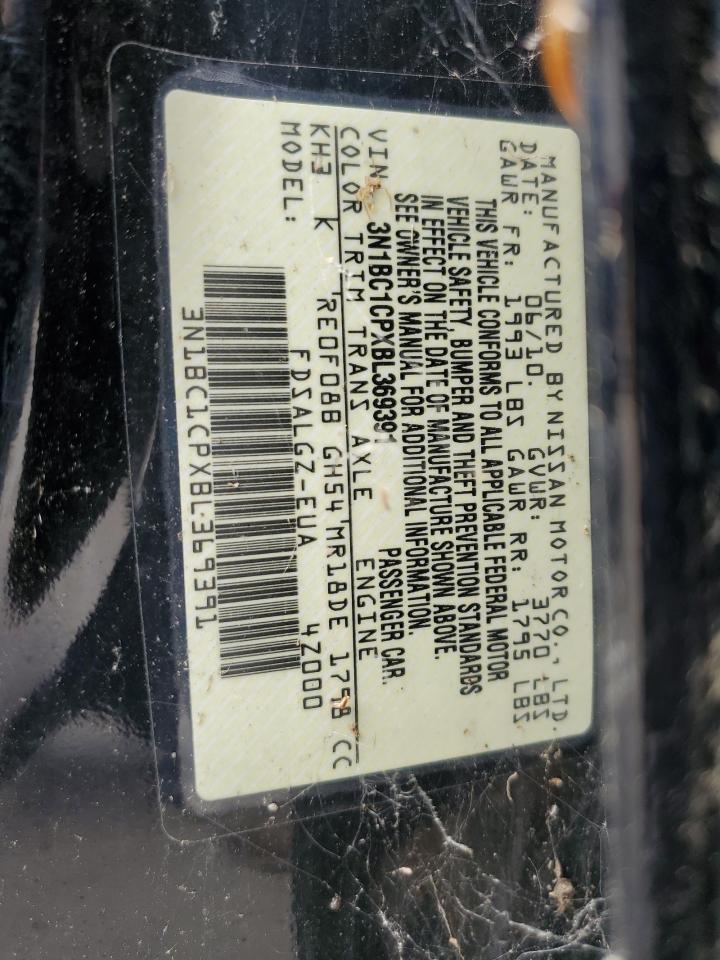 MANUFACTURED BY NISSAN MOTOR CO., LTD.
DATE: 06/10. GVWR: 3770 LBS
GAWR FR: 1993 LBS GAWR RR: 1795 LBS
THIS VEHICLE CONFORMS TO ALL APPLICABLE FEDERAL MOTOR
VEHICLE SAFETY, BUMPER AND THEFT PREVENTION STANDARDS
IN EFFECT ON THE DATE OF MANUFACTURE SHOWN ABOVE.
SEE OWNER'S MANUAL FOR ADDITIONAL INFORMATION.
VIN: 3N1BC1CPXBL369391 PASSENGER CAR.
COLOR TRIM TRANS AXLE ENGINE
KH3 K RE0F08B GH54 MR18DE 1798 CC
MODEL: FDSALGZ-EUA 4Z000
3N1BC1CPXBL369391